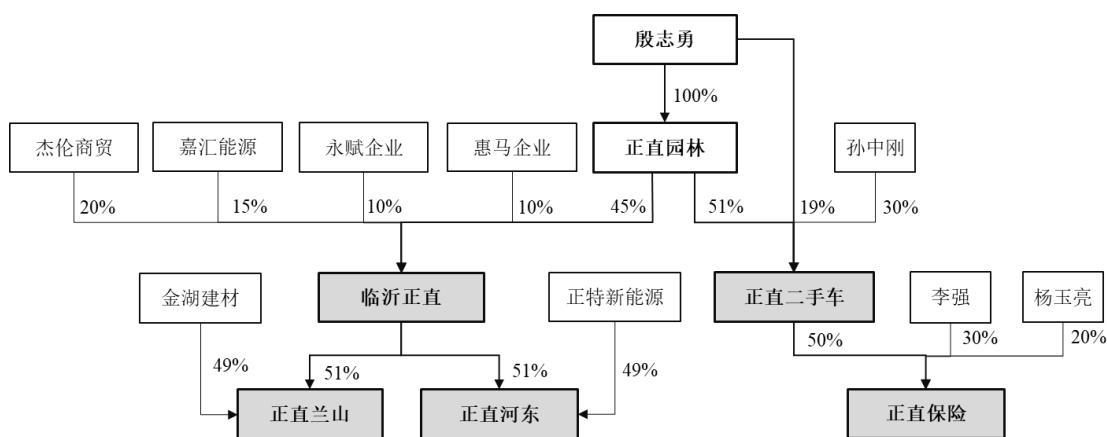 殷志勇
100%
杰伦商贸
嘉汇能源
永赋企业
惠马企业
正直园林
孙中刚
20%
15%
10%
10%
45%
51%
19%
30%
金湖建材
临沂正直
正特新能源
正直二手车
李强
杨玉亮
49%
51%
51%
49%
50%
30%
20%
正直兰山
正直河东
正直保险